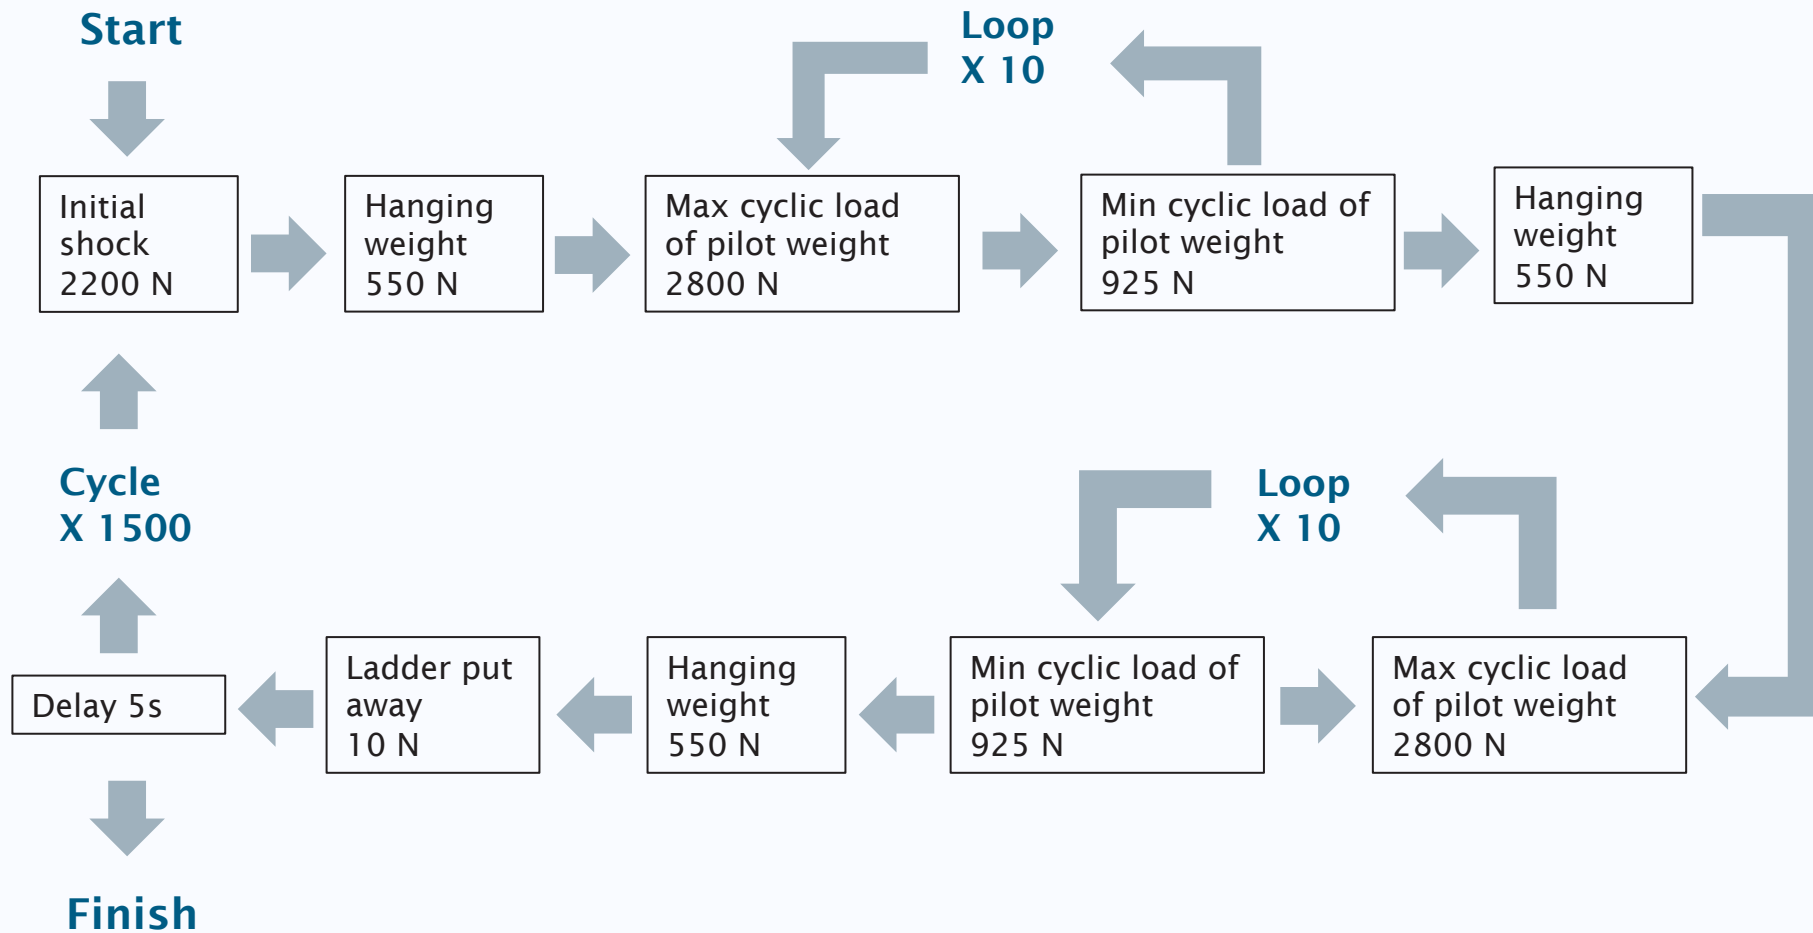 Start
Loop
X 10
Initial
shock
2200 N
Hanging
weight
550 N
Max cyclic load
of pilot weight
2800 N
Min cyclic load of
pilot weight
925 N
Hanging
weight
550 N
Cycle
X 1500
Loop
X 10
Delay 5s
Ladder put
away
10 N
Hanging
weight
550 N
Min cyclic load of
pilot weight
925 N
Max cyclic load
of pilot weight
2800 N
Finish